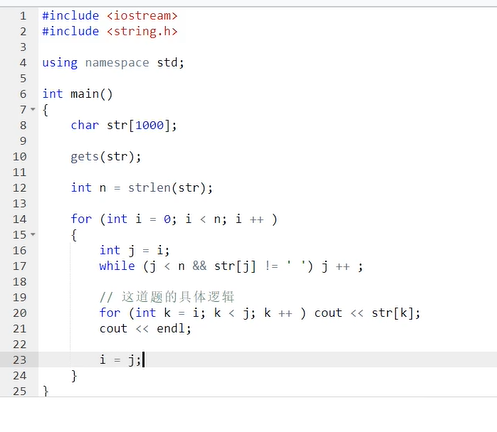 1 #include <iostream>
2 #include <string.h>
3
4 using namespace std;
5
6 int main()
7 {
8     char str[1000];
9
10     gets(str);
11
12     int n = strlen(str);
13
14     for (int i = 0; i < n; i ++ )
15     {
16         int j = i;
17         while (j < n && str[j] != ' ') j ++ ;
18
19         // 这道题的具体逻辑
20         for (int k = i; k < j; k ++ ) cout << str[k];
21         cout << endl;
22
23         i = j;
24     }
25 }